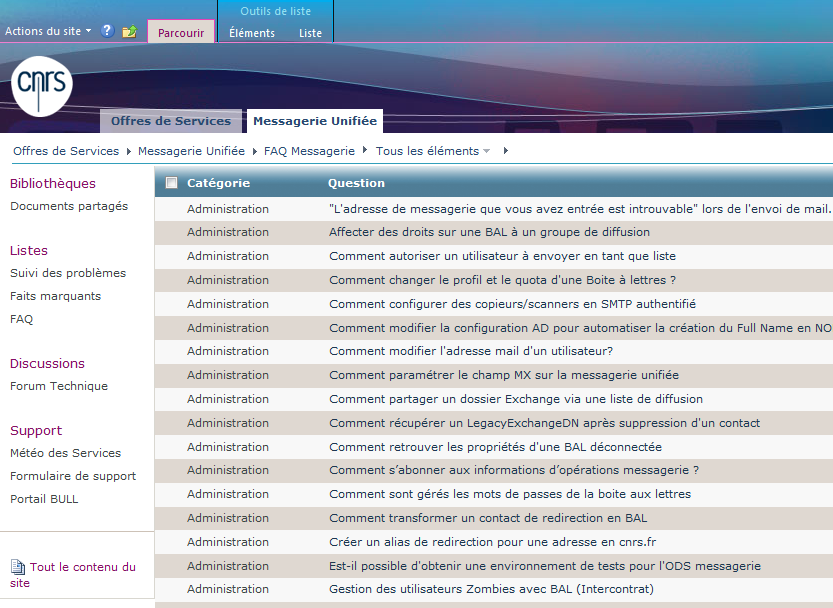 Outils de liste
Actions du site
?
Parcourir
Éléments
Liste
cnrs
Offres de Services
Messagerie Unifiée
Offres de Services
Messagerie Unifiée
FAQ Messagerie
Tous les éléments
Bibliothèques
Documents partagés
Listes
Suivi des problèmes
Faits marquants
FAQ
Discussions
Forum Technique
Support
Météo des Services
Formulaire de support
Portail BULL
Tout le contenu du
site
Catégorie Question
Administration "L'adresse de messagerie que vous avez entrée est introuvable" lors de l'envoi de mail.
Administration Affecter des droits sur une BAL à un groupe de diffusion
Administration Comment autoriser un utilisateur à envoyer en tant que liste
Administration Comment changer le profil et le quota d'une Boite à lettres ?
Administration Comment configurer des copieurs/scanners en SMTP authentifié
Administration Comment modifier la configuration AD pour automatiser la création du Full Name en NO
Administration Comment modifier l'adresse mail d'un utilisateur?
Administration Comment paramétrer le champ MX sur la messagerie unifiée
Administration Comment partager un dossier Exchange via une liste de diffusion
Administration Comment récupérer un LegacyExchangeDN après suppression d'un contact
Administration Comment retrouver les propriétés d'une BAL déconnectée
Administration Comment s’abonner aux informations d’opérations messagerie ?
Administration Comment sont gérés les mots de passes de la boite aux lettres
Administration Comment transformer un contact de redirection en BAL
Administration Créer un alias de redirection pour une adresse en cnrs.fr
Administration Est-il possible d'obtenir une environnement de tests pour l'ODS messagerie
Administration Gestion des utilisateurs Zombies avec BAL (Intercontrat)